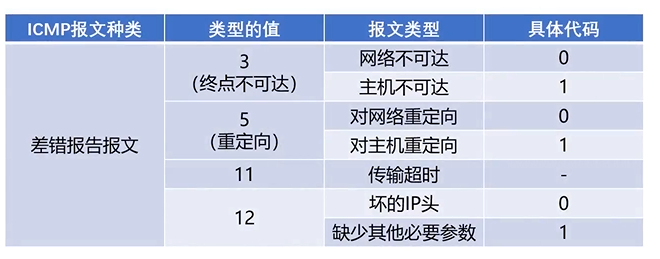 ICMP报文种类 类型的值 报文类型 具体代码
差错报告报文
3
(终点不可达)
网络不可达 0
主机不可达 1
5
(重定向)
对网络重定向 0
对主机重定向 1
11 传输超时 -
12
坏的IP头 0
缺少其他必要参数 1